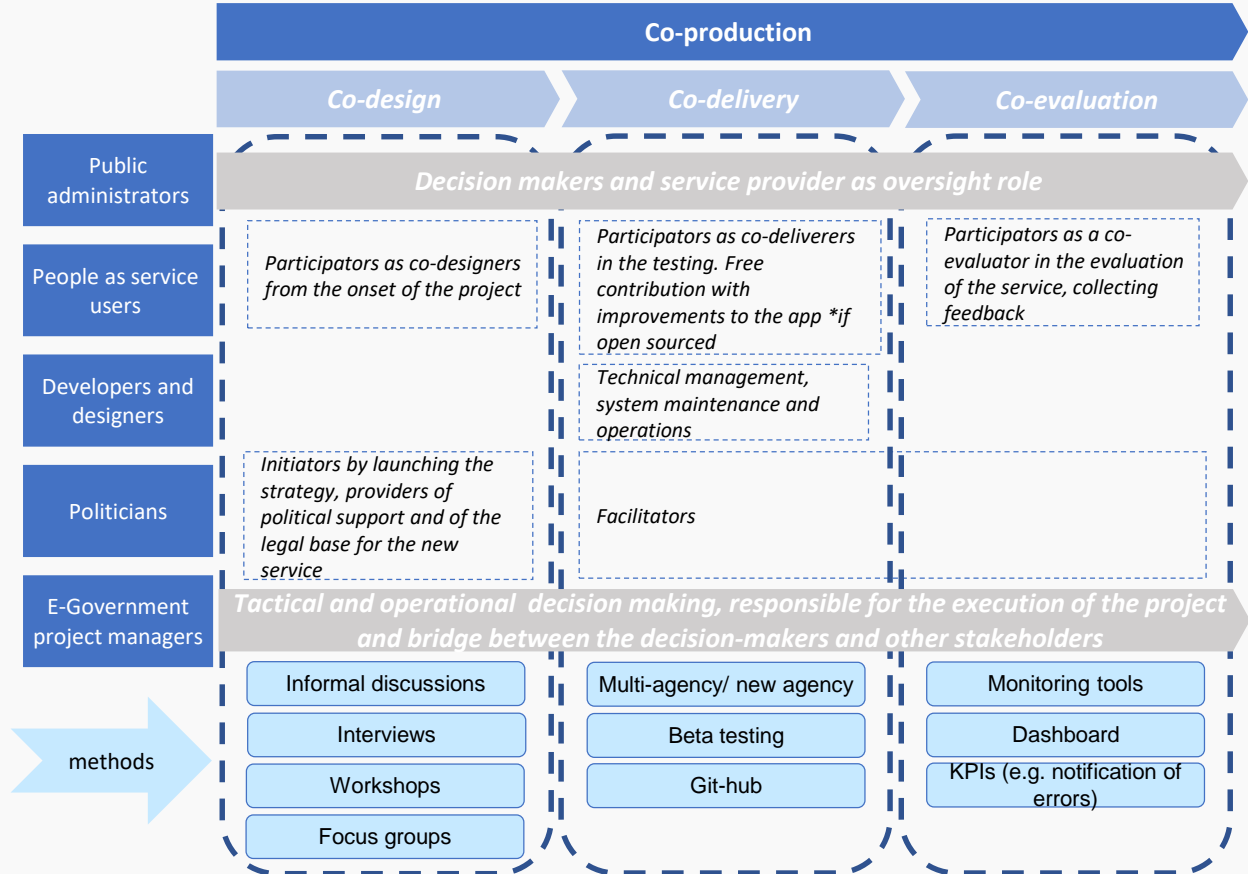 Co-production
Co-design
Co-delivery
Co-evaluation
Public
administrators
Decision makers and service provider as oversight role
People as service
users
Participators as co-designers
from the onset of the project
Participators as co-deliverers
in the testing. Free
contribution with
improvements to the app *if
open sourced
Participators as a co-
evaluator in the evaluation
of the service, collecting
feedback
Developers and
designers
Technical management,
system maintenance and
operations
Politicians
Initiators by launching the
strategy, providers of
political support and of the
legal base for the new
service
Facilitators
E-Government
project managers
Tactical and operational  decision making, responsible for the execution of the project
and bridge between the decision-makers and other stakeholders
methods
Informal discussions
Interviews
Workshops
Focus groups
Multi-agency/ new agency
Beta testing
Git-hub
Monitoring tools
Dashboard
KPIs (e.g. notification of
errors)